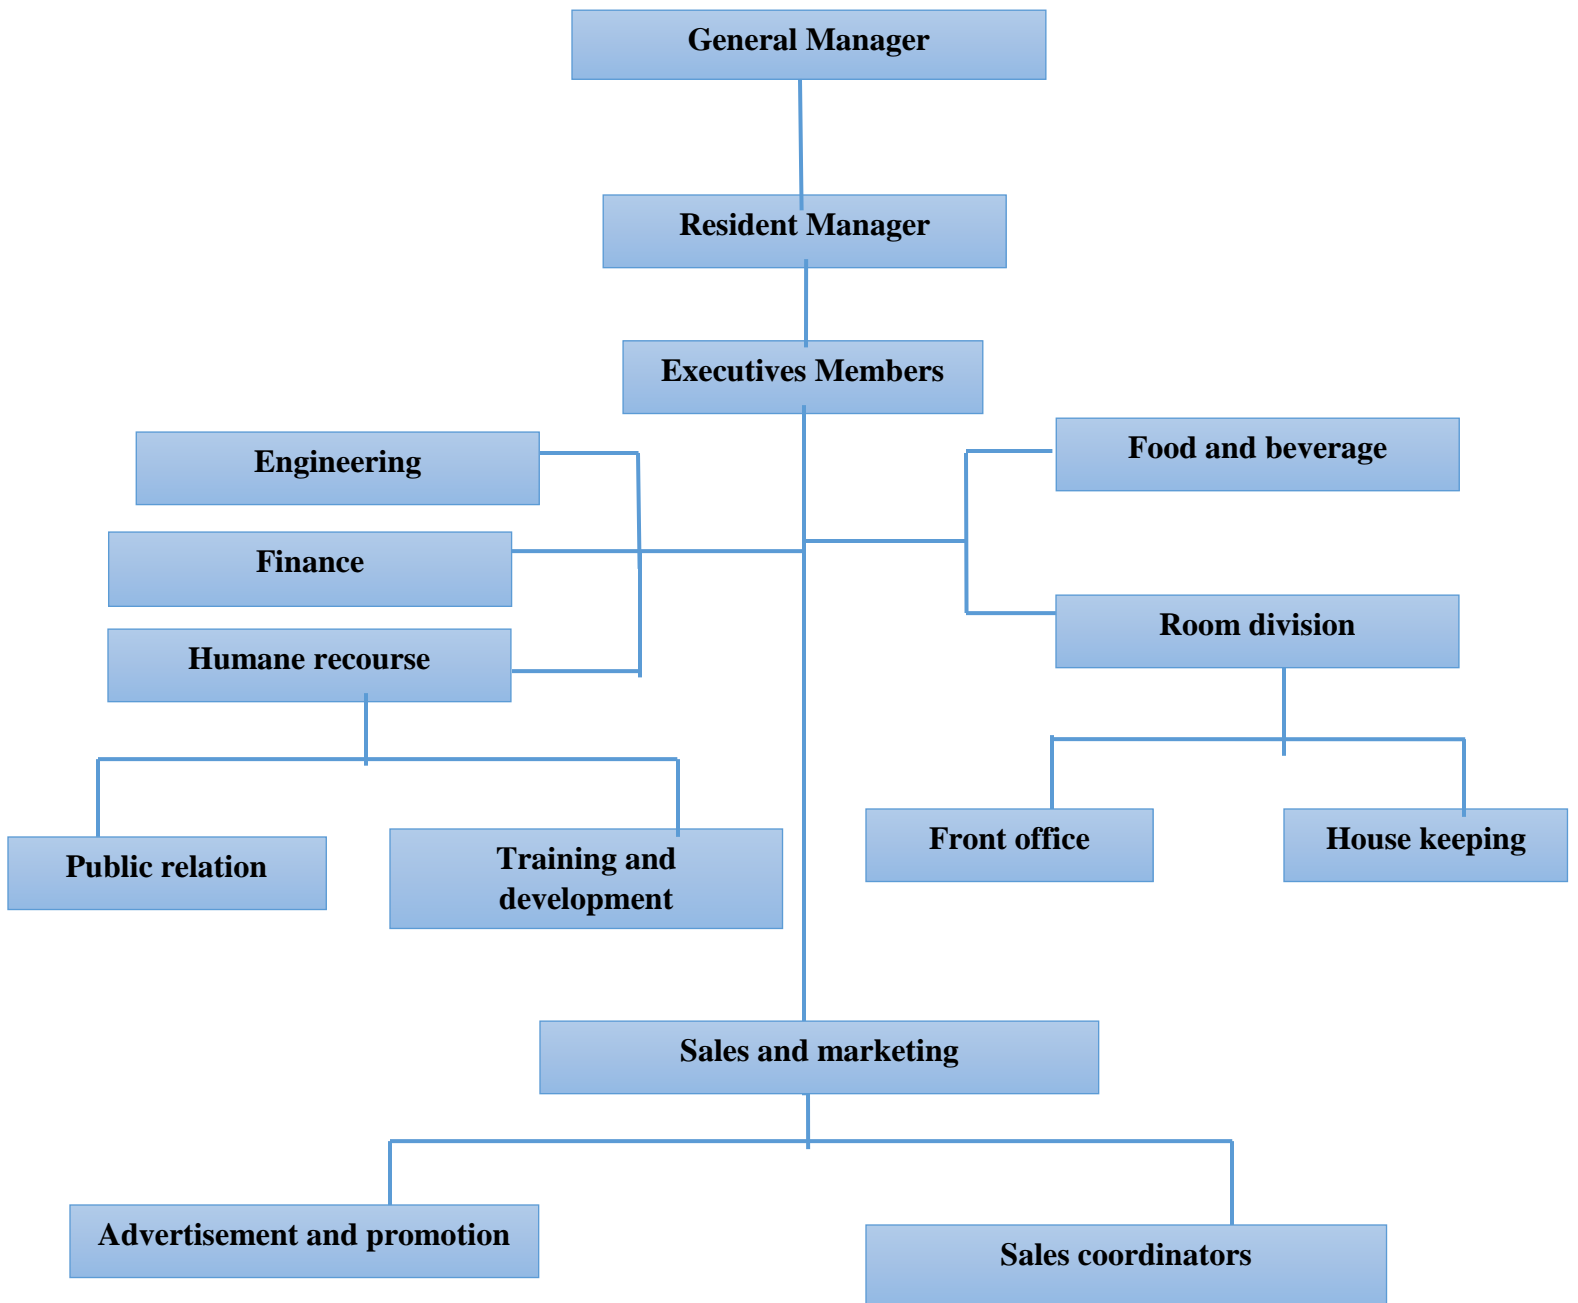 General Manager
Resident Manager
Executives Members
Engineering
Food and beverage
Finance
Room division
Humane recourse
Public relation
Training and
development
Front office
House keeping
Sales and marketing
Advertisement and promotion
Sales coordinators